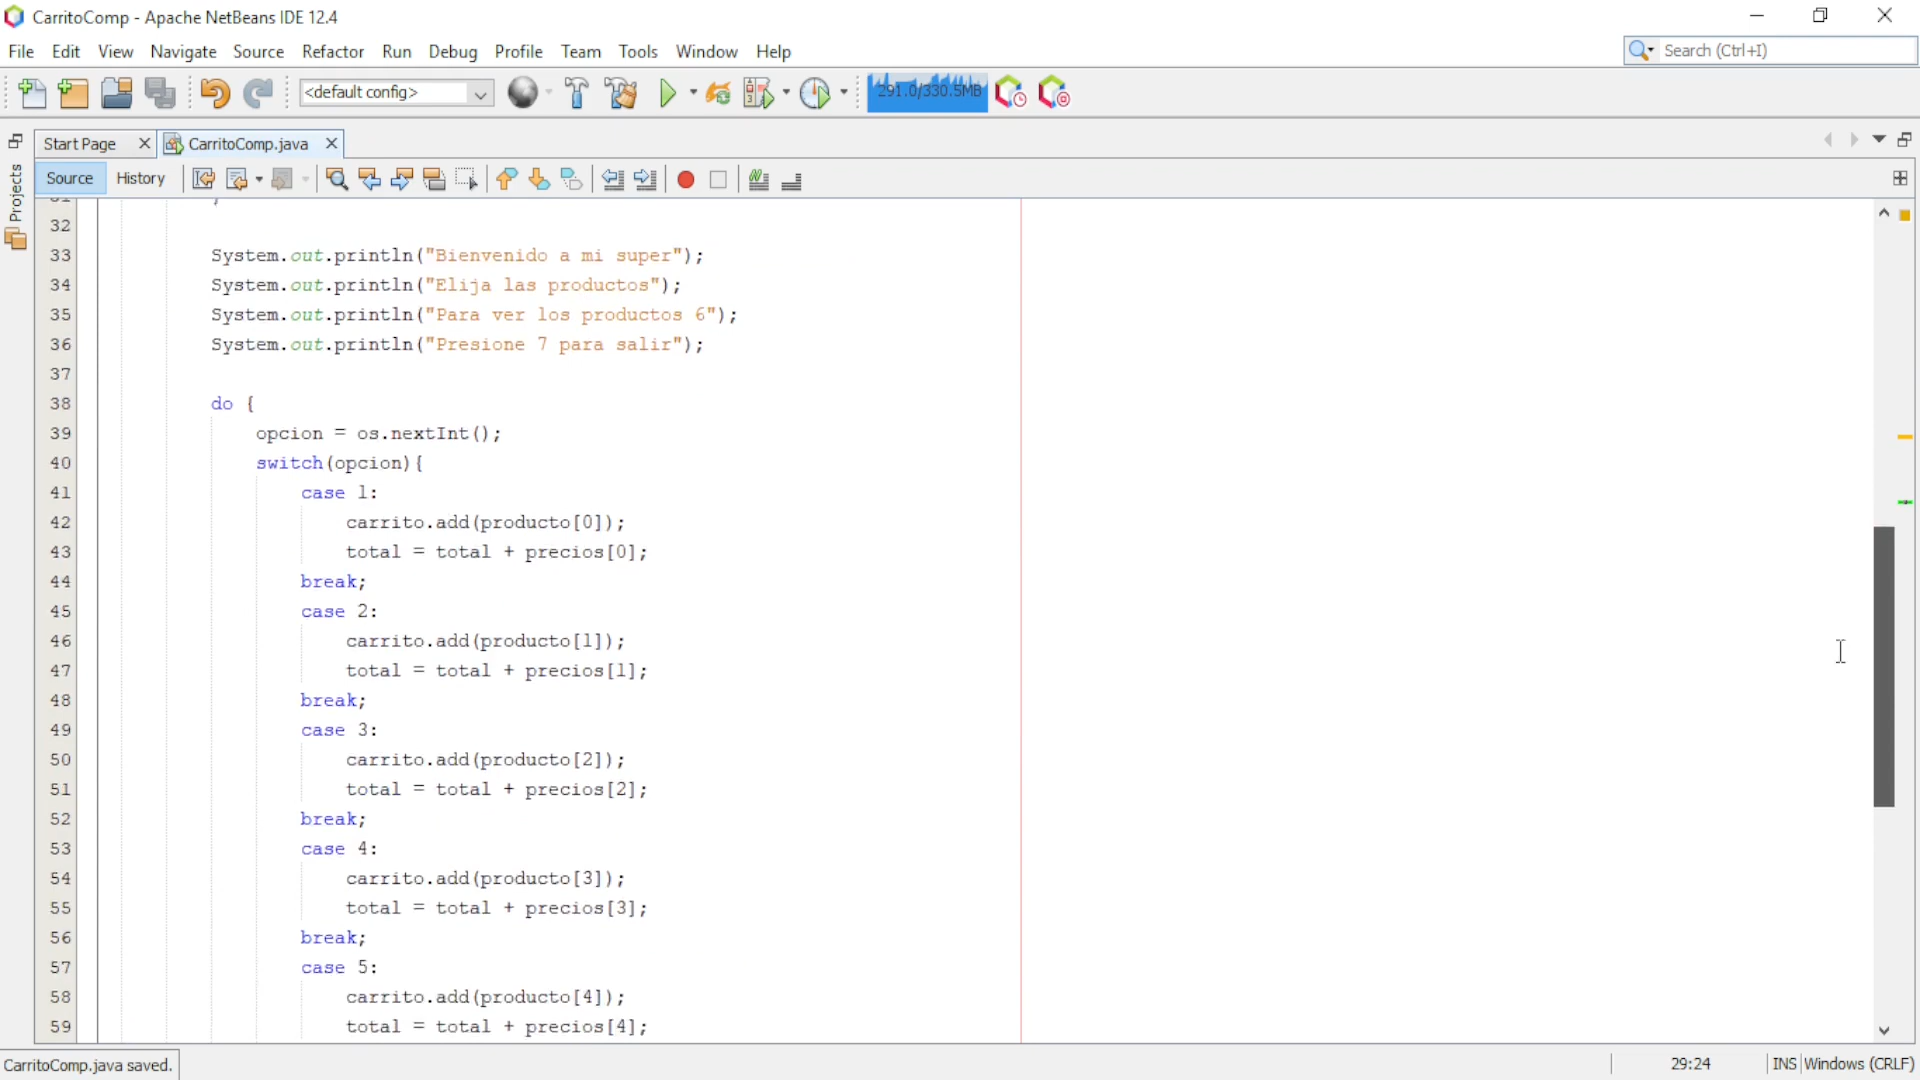 CarritoComp - Apache NetBeans IDE 12.4
File Edit View Navigate Source Refactor Run Debug Profile Team Tools Window Help
Search (Ctrl+I)
<default config>
291.0/330.5MB
Start Page
CarritoComp.java
Projects
Source History
32
33 System.out.println("Bienvenido a mi super");
34 System.out.println("Elija las productos");
35 System.out.println("Para ver los productos 6");
36 System.out.println("Presione 7 para salir");
37
38 do {
39 opcion = os.nextInt();
40 switch(opcion){
41 case 1:
42 carrito.add(producto[0]);
43 total = total + precios[0];
44 break;
45 case 2:
46 carrito.add(producto[1]);
47 total = total + precios[1];
48 break;
49 case 3:
50 carrito.add(producto[2]);
51 total = total + precios[2];
52 break;
53 case 4:
54 carrito.add(producto[3]);
55 total = total + precios[3];
56 break;
57 case 5:
58 carrito.add(producto[4]);
59 total = total + precios[4];
CarritoComp.java saved.
29:24
INS
Windows (CRLF)